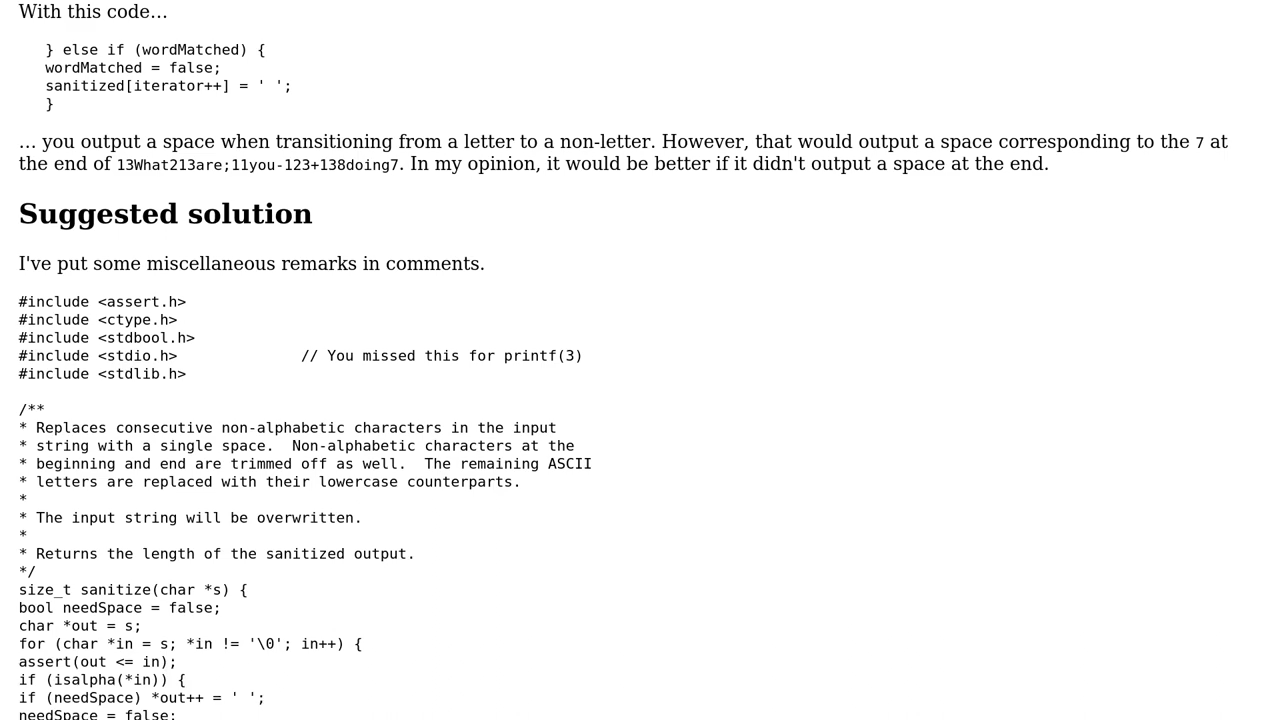 With this code…
} else if (wordMatched) {
wordMatched = false;
sanitized[iterator++] = ' ';
}
… you output a space when transitioning from a letter to a non-letter. However, that would output a space corresponding to the 7 at
the end of 13What213are;11you-123+138doing7. In my opinion, it would be better if it didn't output a space at the end.
Suggested solution
I've put some miscellaneous remarks in comments.
#include <assert.h>
#include <ctype.h>
#include <stdbool.h>
#include <stdio.h>              // You missed this for printf(3)
#include <stdlib.h>
/**
* Replaces consecutive non-alphabetic characters in the input
* string with a single space.  Non-alphabetic characters at the
* beginning and end are trimmed off as well.  The remaining ASCII
* letters are replaced with their lowercase counterparts.
*
* The input string will be overwritten.
*
* Returns the length of the sanitized output.
*/
size_t sanitize(char *s) {
bool needSpace = false;
char *out = s;
for (char *in = s; *in != '\0'; in++) {
assert(out <= in);
if (isalpha(*in)) {
if (needSpace) *out++ = ' ';
needSpace = false;